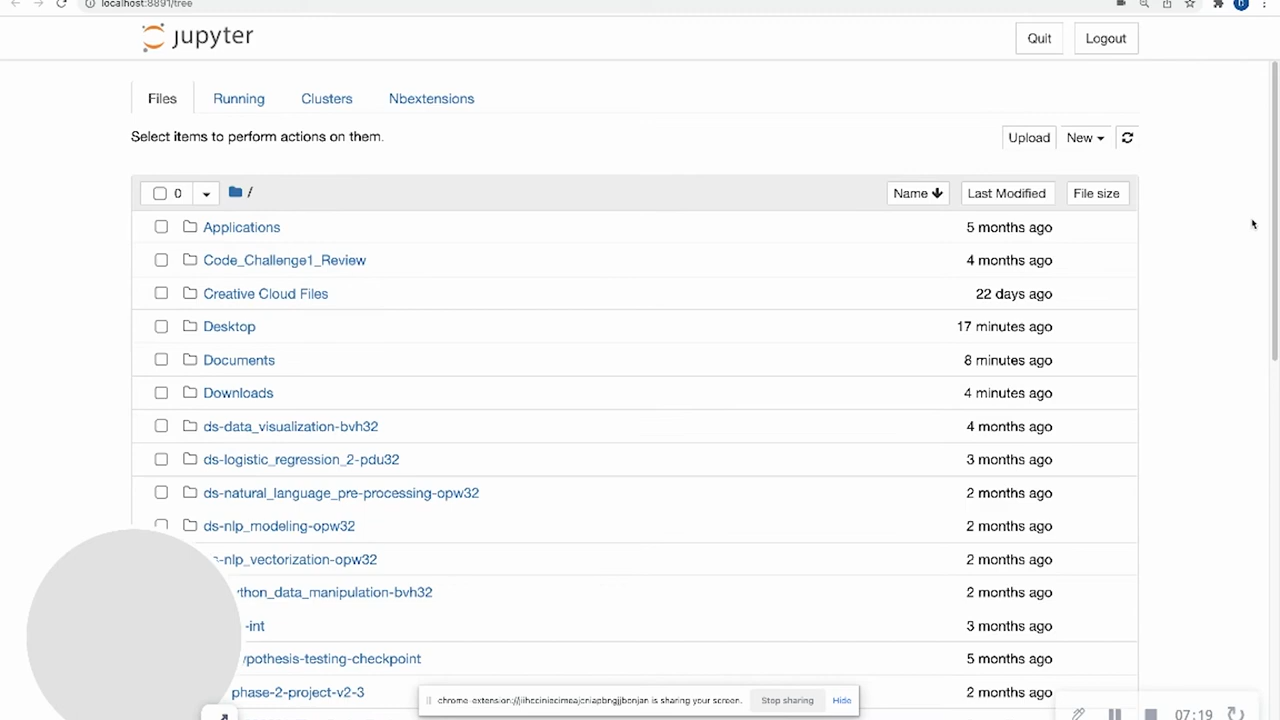 localhost:8891/tree
jupyter
Quit
Logout
Files
Running
Clusters
Nbextensions
Select items to perform actions on them.
Upload
New
0
/
Name
Last Modified
File size
Applications
5 months ago
Code_Challenge1_Review
4 months ago
Creative Cloud Files
22 days ago
Desktop
17 minutes ago
Documents
8 minutes ago
Downloads
4 minutes ago
ds-data_visualization-bvh32
4 months ago
ds-logistic_regression_2-pdu32
3 months ago
ds-natural_language_pre-processing-opw32
2 months ago
ds-nlp_modeling-opw32
2 months ago
s-nlp_vectorization-opw32
2 months ago
ython_data_manipulation-bvh32
2 months ago
-int
3 months ago
ypothesis-testing-checkpoint
5 months ago
phase-2-project-v2-3
2 months ago
is sharing your screen.
Stop sharing
Hide
07:19